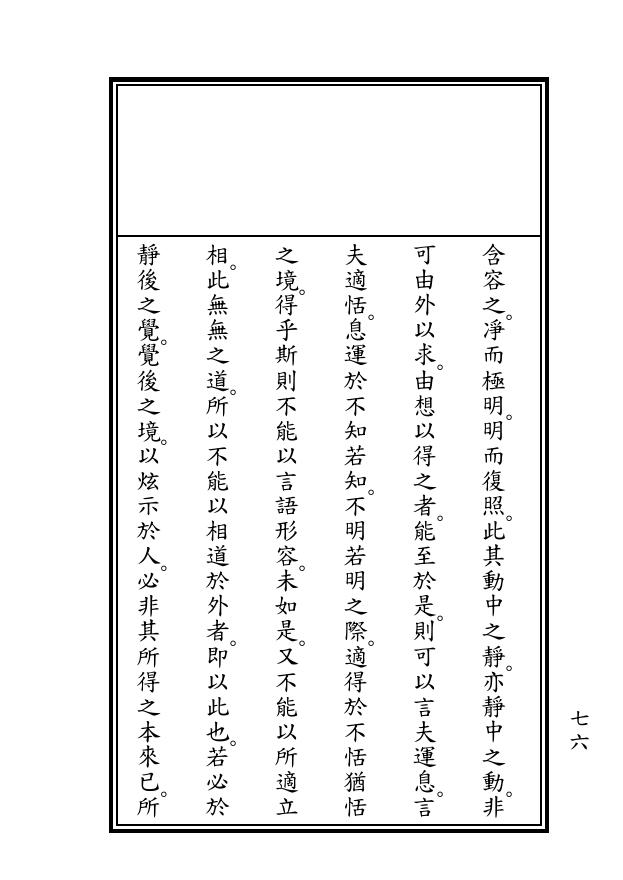 含容之。凈而極明。明而復照。此其動中之靜。亦靜中之動。非
可由外以求。由想以得之者。能至於是。則可以言夫運息。言
夫適恬。息運於不知若知。不明若明之際。適得於不恬猶恬
之境。得乎斯則不能以言語形容。未如是。又不能以所適立
相。此無無之道。所以不能以相道於外者。即以此也。若必於
靜後之覺。覺後之境。以炫示於人。必非其所得之本來已。所
七六